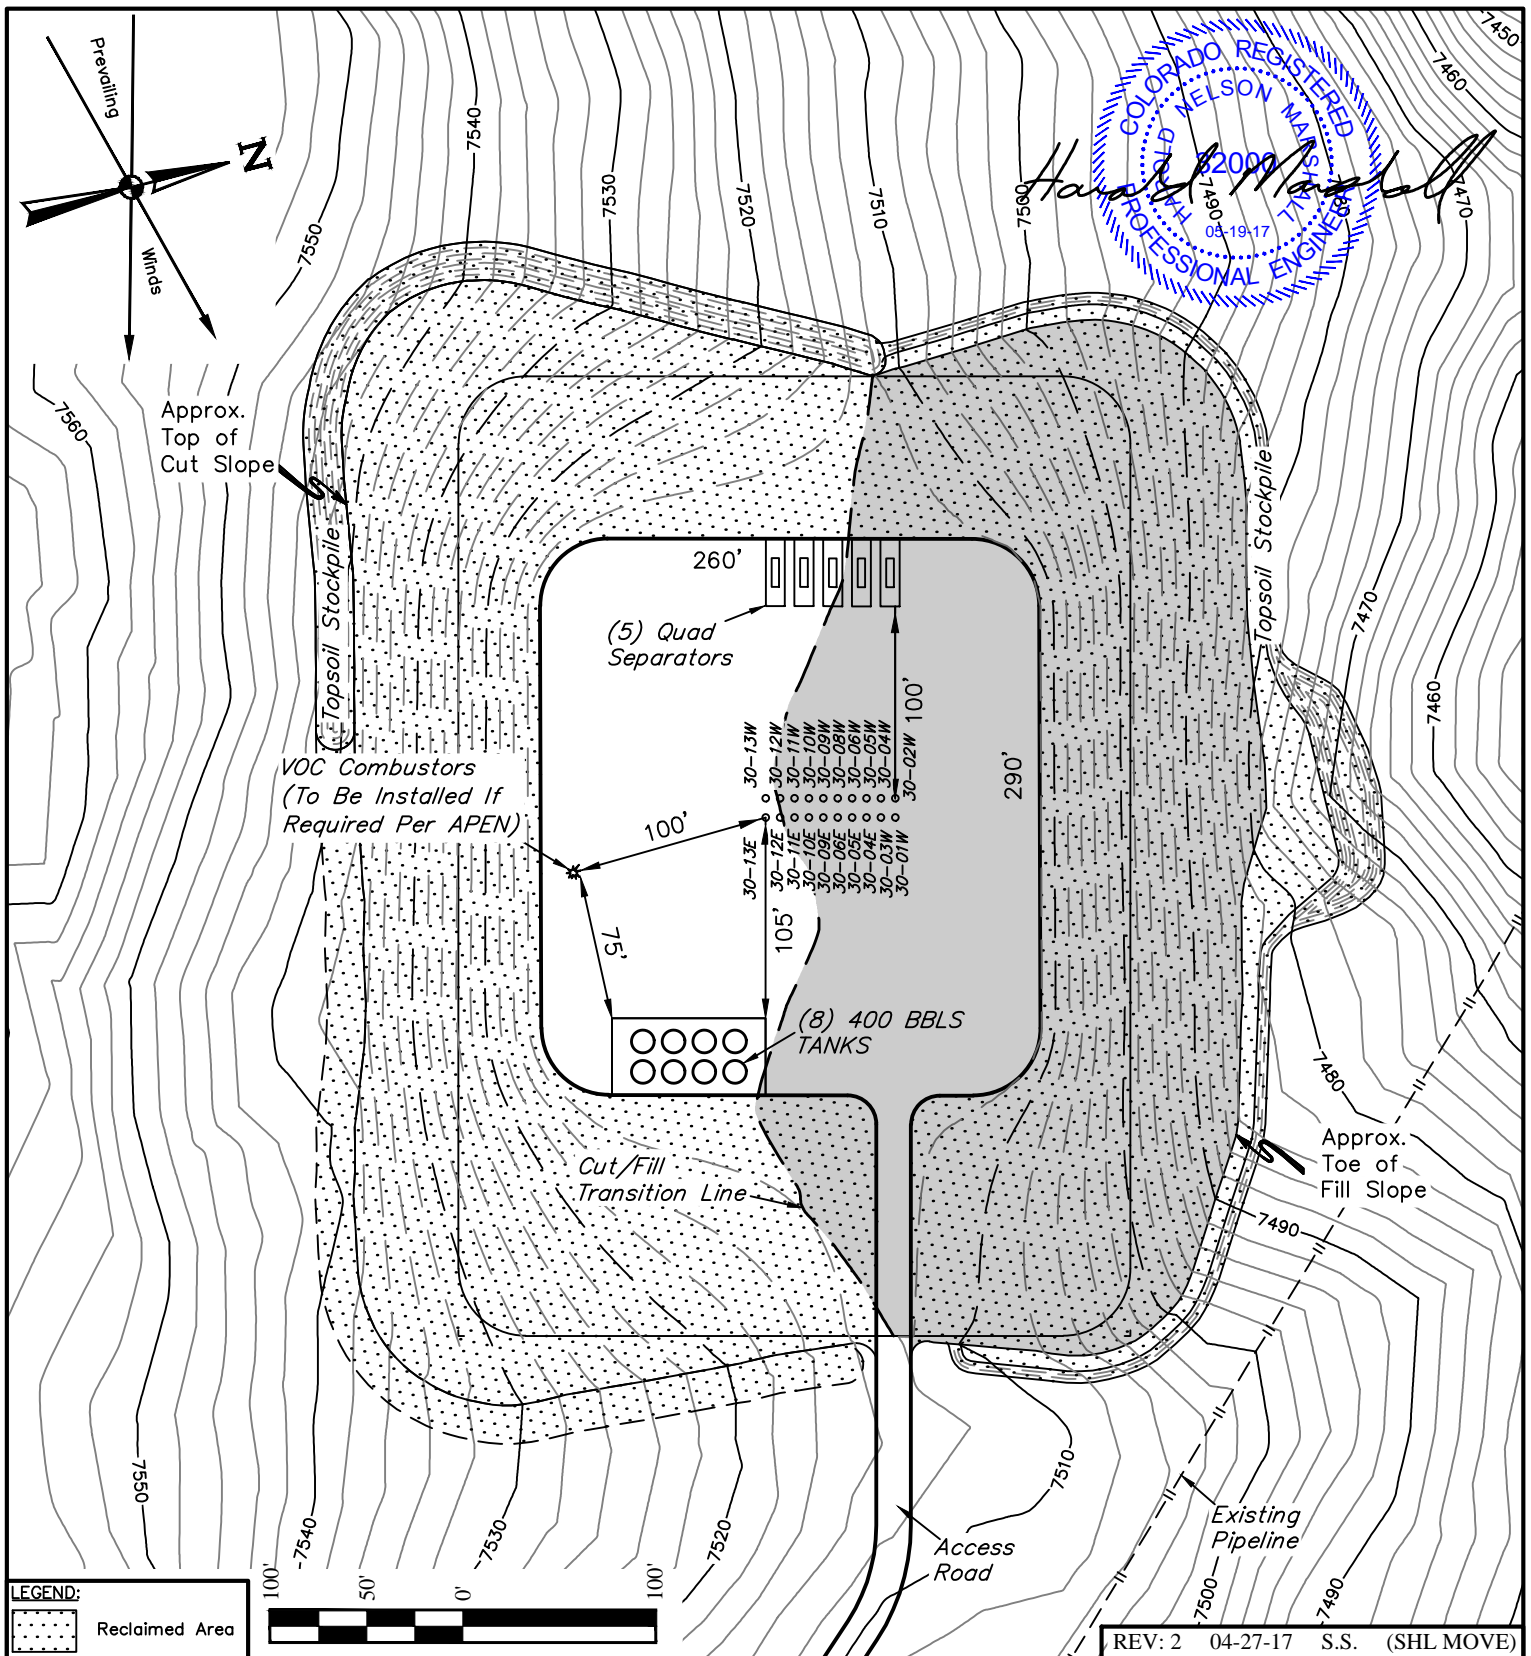 Prevailing
Winds
N
7450
7460
7470
7540
7530
7520
7510
7500
7490
7550
7560
COLORADO REGISTERED
PROFESSIONAL ENGINEER
HAROLD NELSON MARSHALL
32000
05-19-17
Harold Marshall
Approx.
Top of
Cut Slope
Topsoil Stockpile
Topsoil Stockpile
260'
(5) Quad
Separators
7470
7460
100'
290'
30-13W
30-12W
30-11W
30-10W
30-09W
30-08W
30-06W
30-05W
30-04W
30-02W
VOC Combustors
(To Be Installed If
Required Per APEN)
100'
30-13E
30-12E
30-11E
30-10E
30-09E
30-06E
30-05E
30-04E
30-03W
30-01W
75'
105'
(8) 400 BBLS
TANKS
7480
Approx.
Toe of
Fill Slope
Cut/Fill
Transition Line
7490
7550
7540
7530
7520
7510
Existing
Pipeline
Access
Road
7500
7490
LEGEND:
Reclaimed Area
100'
50'
0'
100'
REV: 2 04-27-17 S.S. (SHL MOVE)